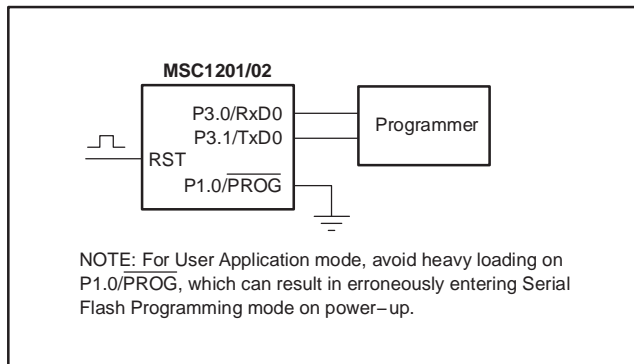 MSC1201/02
P3.0/RxD0
P3.1/TxD0
Programmer
RST
P1.0/PROG
NOTE: For User Application mode, avoid heavy loading on
P1.0/PROG, which can result in erroneously entering Serial
Flash Programming mode on power−up.